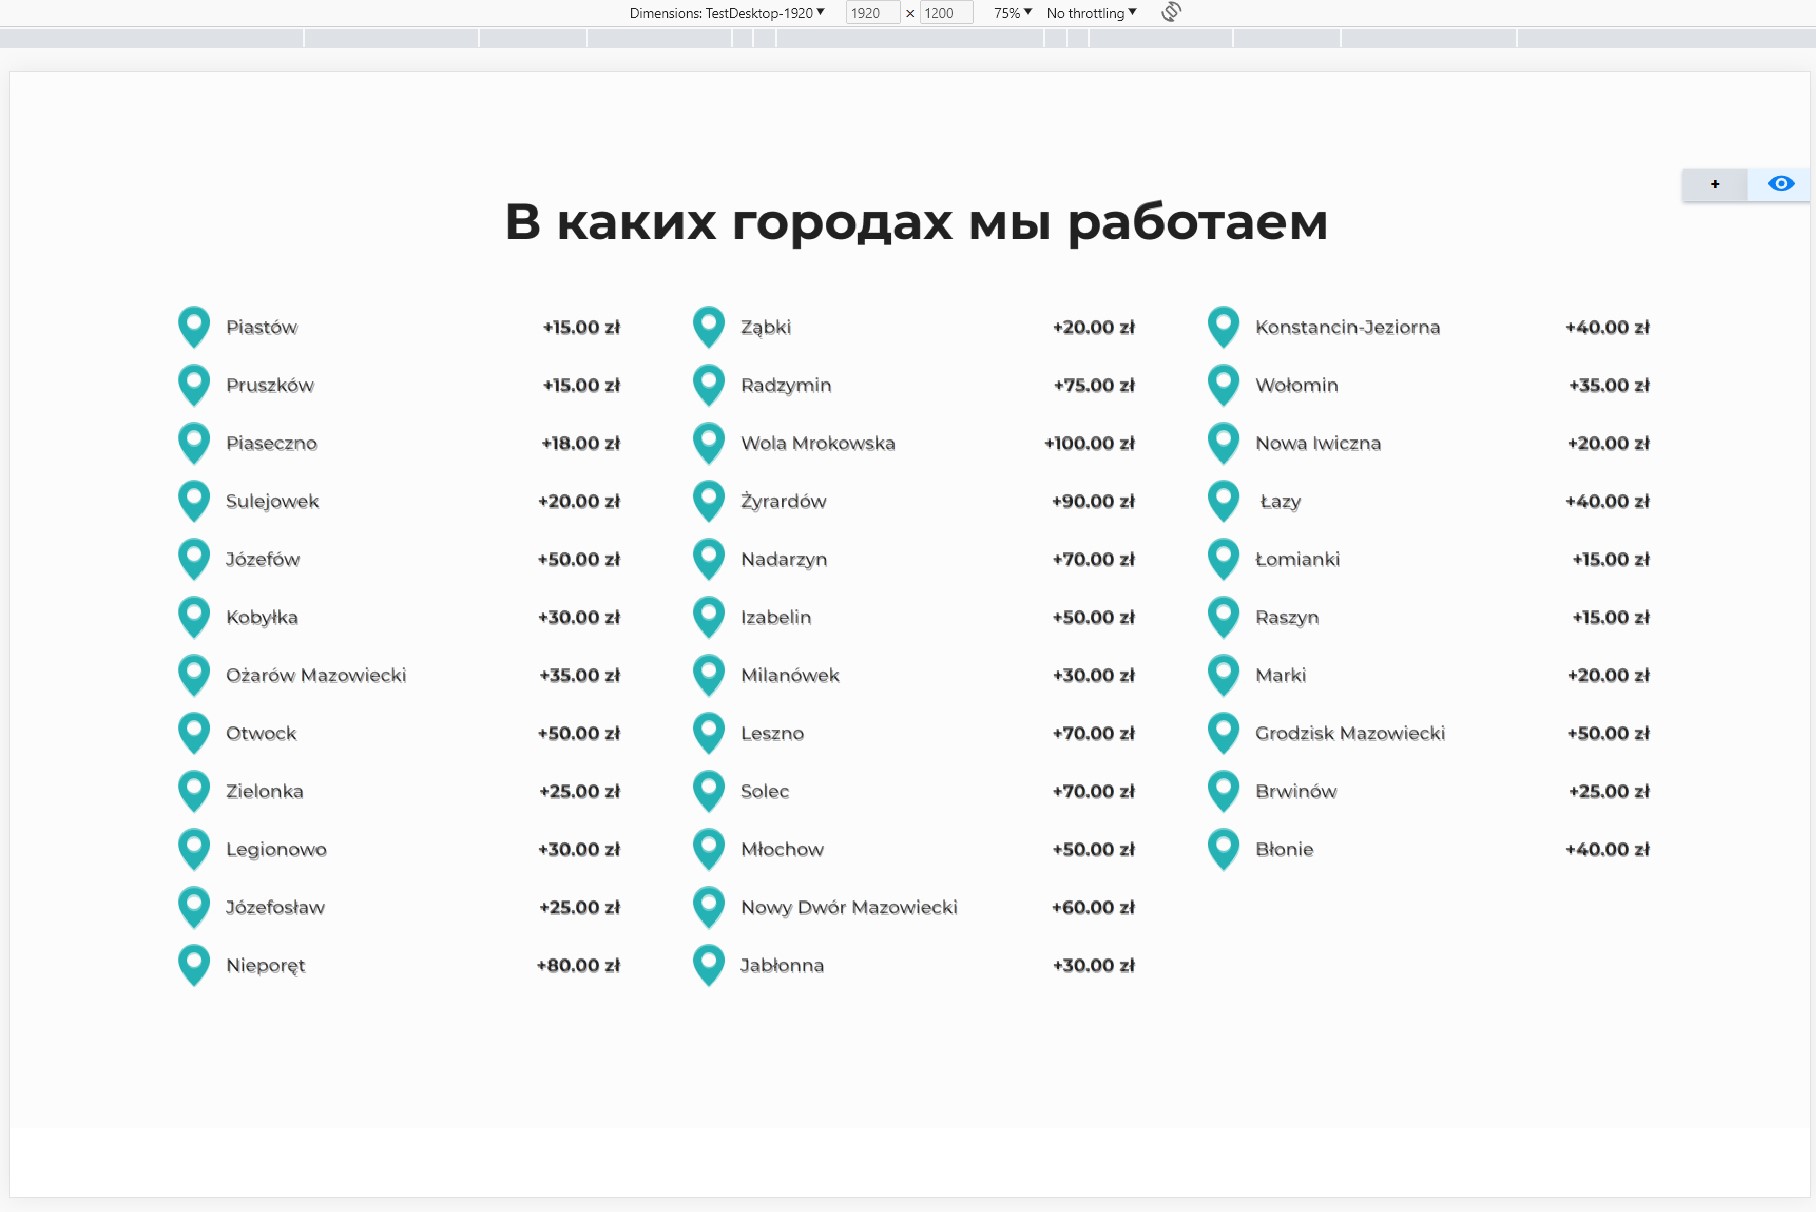 Dimensions: TestDesktop-1920 ▼ 1920 × 1200 75% ▼ No throttling ▼
+
В каких городах мы работаем
Piastów +15.00 zł
Pruszków +15.00 zł
Piaseczno +18.00 zł
Sulejowek +20.00 zł
Józefów +50.00 zł
Kobyłka +30.00 zł
Ożarów Mazowiecki +35.00 zł
Otwock +50.00 zł
Zielonka +25.00 zł
Legionowo +30.00 zł
Józefosław +25.00 zł
Nieporęt +80.00 zł
Ząbki +20.00 zł
Radzymin +75.00 zł
Wola Mrokowska +100.00 zł
Żyrardów +90.00 zł
Nadarzyn +70.00 zł
Izabelin +50.00 zł
Milanówek +30.00 zł
Leszno +70.00 zł
Solec +70.00 zł
Młochow +50.00 zł
Nowy Dwór Mazowiecki +60.00 zł
Jabłonna +30.00 zł
Konstancin-Jeziorna +40.00 zł
Wołomin +35.00 zł
Nowa Iwiczna +20.00 zł
Łazy +40.00 zł
Łomianki +15.00 zł
Raszyn +15.00 zł
Marki +20.00 zł
Grodzisk Mazowiecki +50.00 zł
Brwinów +25.00 zł
Błonie +40.00 zł